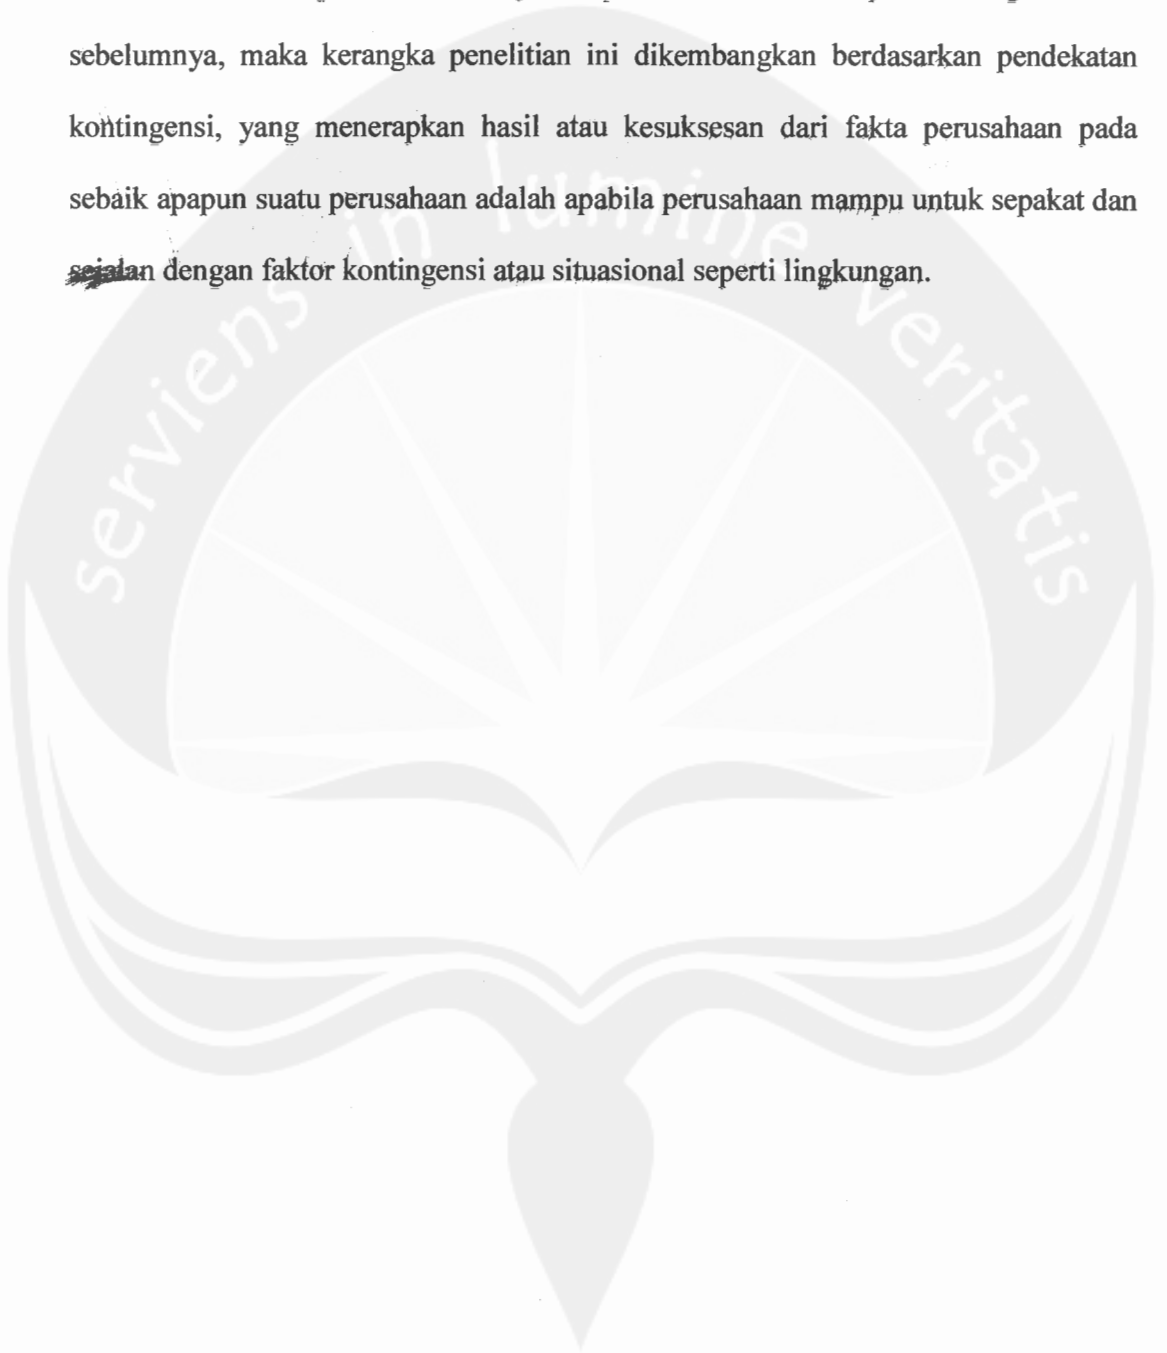 sebelumnya, maka kerangka penelitian ini dikembangkan berdasarkan pendekatan
kontingensi, yang menerapkan hasil atau kesuksesan dari fakta perusahaan pada
sebaik apapun suatu perusahaan adalah apabila perusahaan mampu untuk sepakat dan
sejalan dengan faktor kontingensi atau situasional seperti lingkungan.
serviens in lumine veritatis